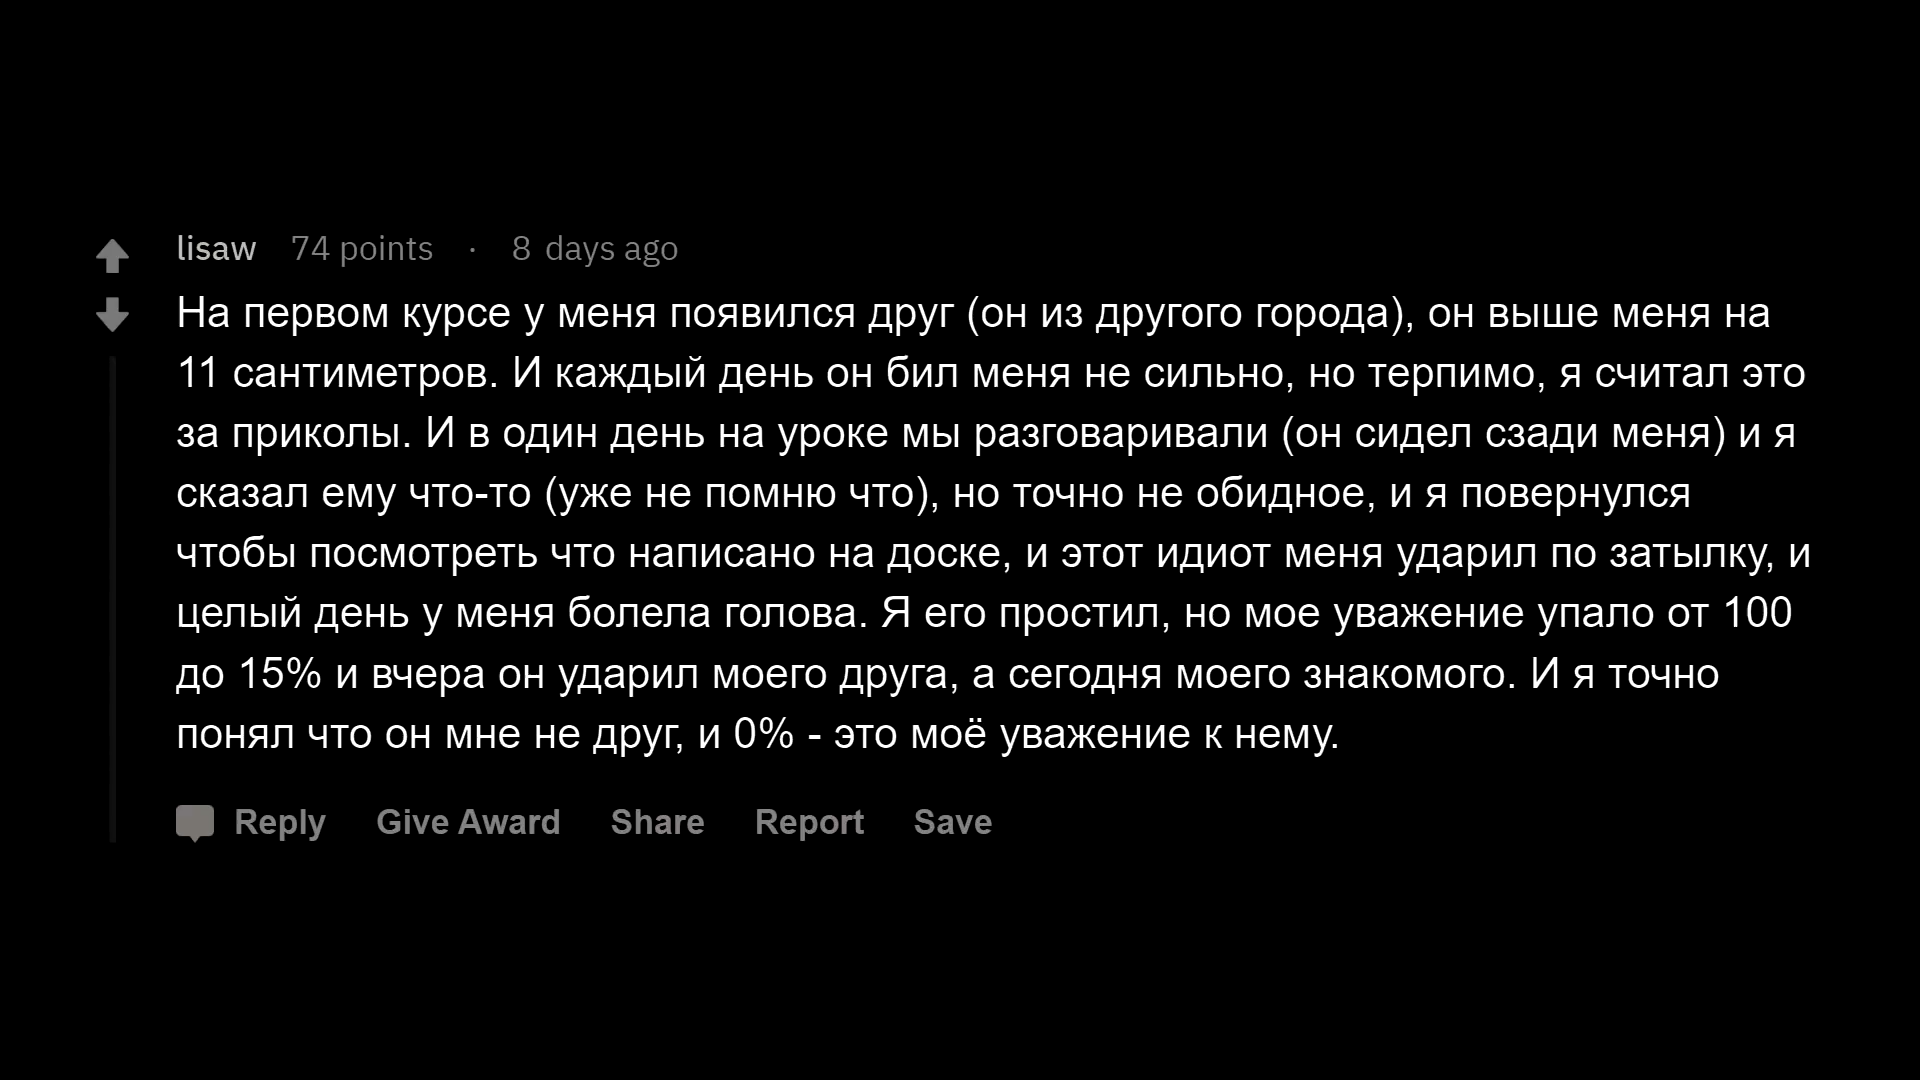 lisaw 74 points · 8 days ago
На первом курсе у меня появился друг (он из другого города), он выше меня на
11 сантиметров. И каждый день он бил меня не сильно, но терпимо, я считал это
за приколы. И в один день на уроке мы разговаривали (он сидел сзади меня) и я
сказал ему что-то (уже не помню что), но точно не обидное, и я повернулся
чтобы посмотреть что написано на доске, и этот идиот меня ударил по затылку, и
целый день у меня болела голова. Я его простил, но мое уважение упало от 100
до 15% и вчера он ударил моего друга, а сегодня моего знакомого. И я точно
понял что он мне не друг, и 0% - это моё уважение к нему.
Reply Give Award Share Report Save